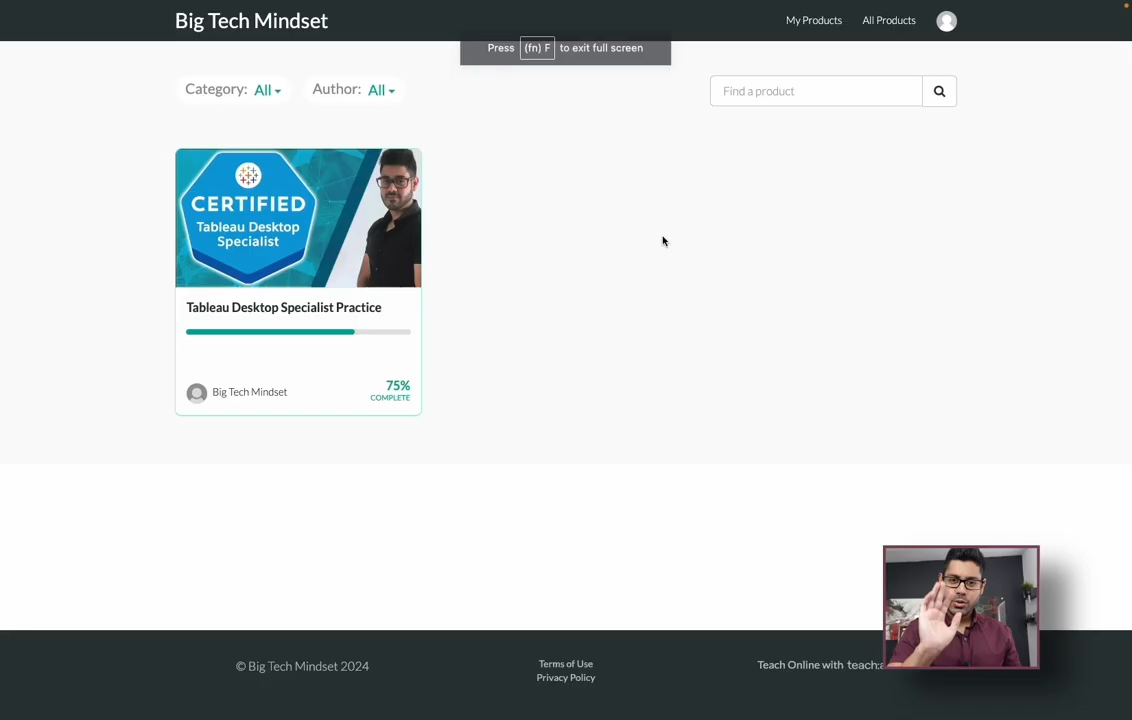 Big Tech Mindset
My Products
All Products
Press (fn) F to exit full screen
Category: All
Author: All
Find a product
CERTIFIED
Tableau Desktop
Specialist
Tableau Desktop Specialist Practice
Big Tech Mindset
75%
COMPLETE
© Big Tech Mindset 2024
Terms of Use
Privacy Policy
Teach Online with